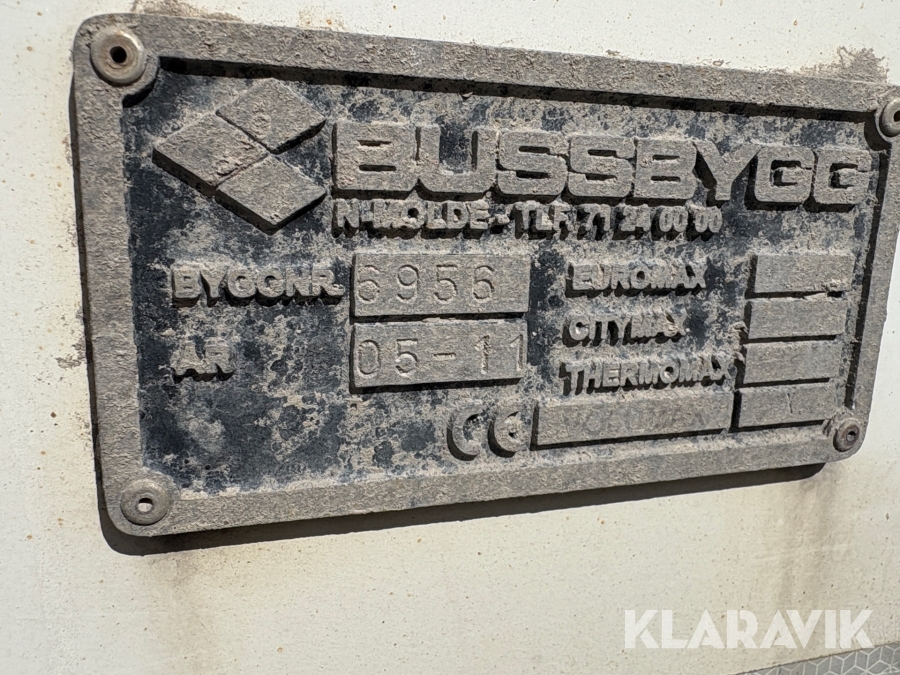 BUSSBYGG
N-MOLDE - TLF. 71 24 00 00
BYGGNR. 6956 EUROMAX
ÅR 05-11 CITYMAX
THERMOMAX
CE
KLARAVIK